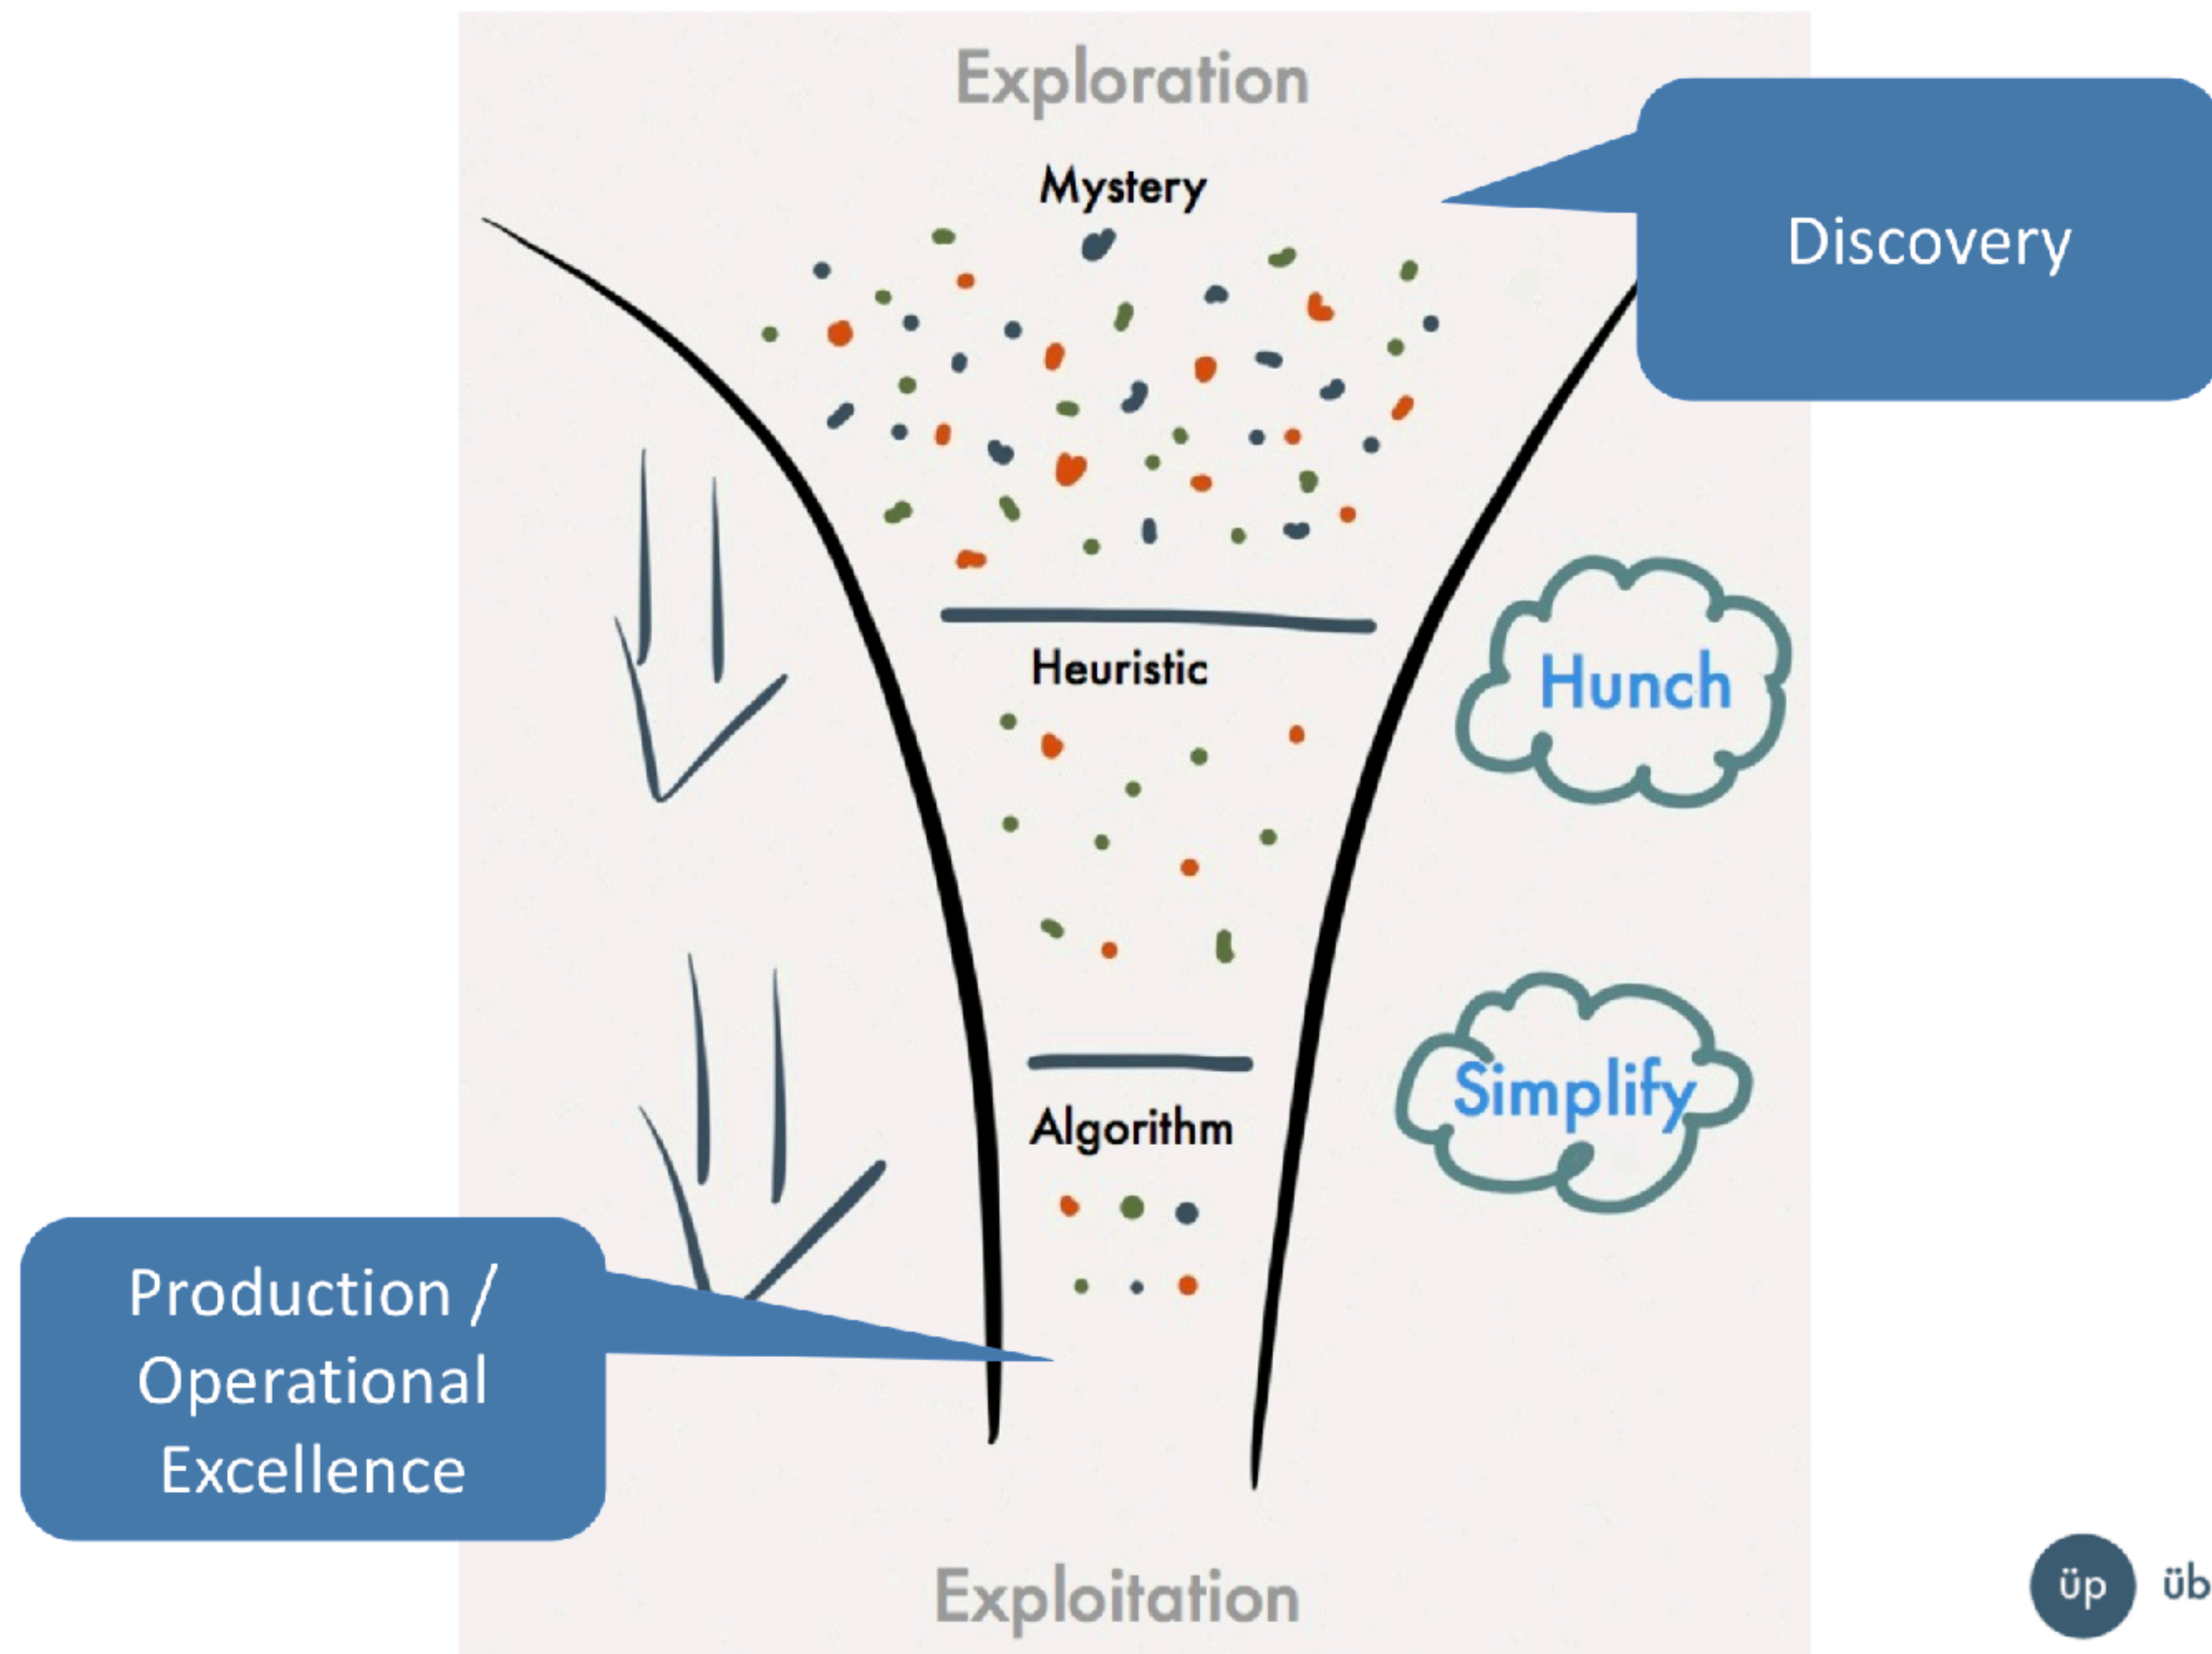 Exploration
Mystery
Discovery
Heuristic
Hunch
Simplify
Algorithm
Production /
Operational
Excellence
Exploitation
üp üb